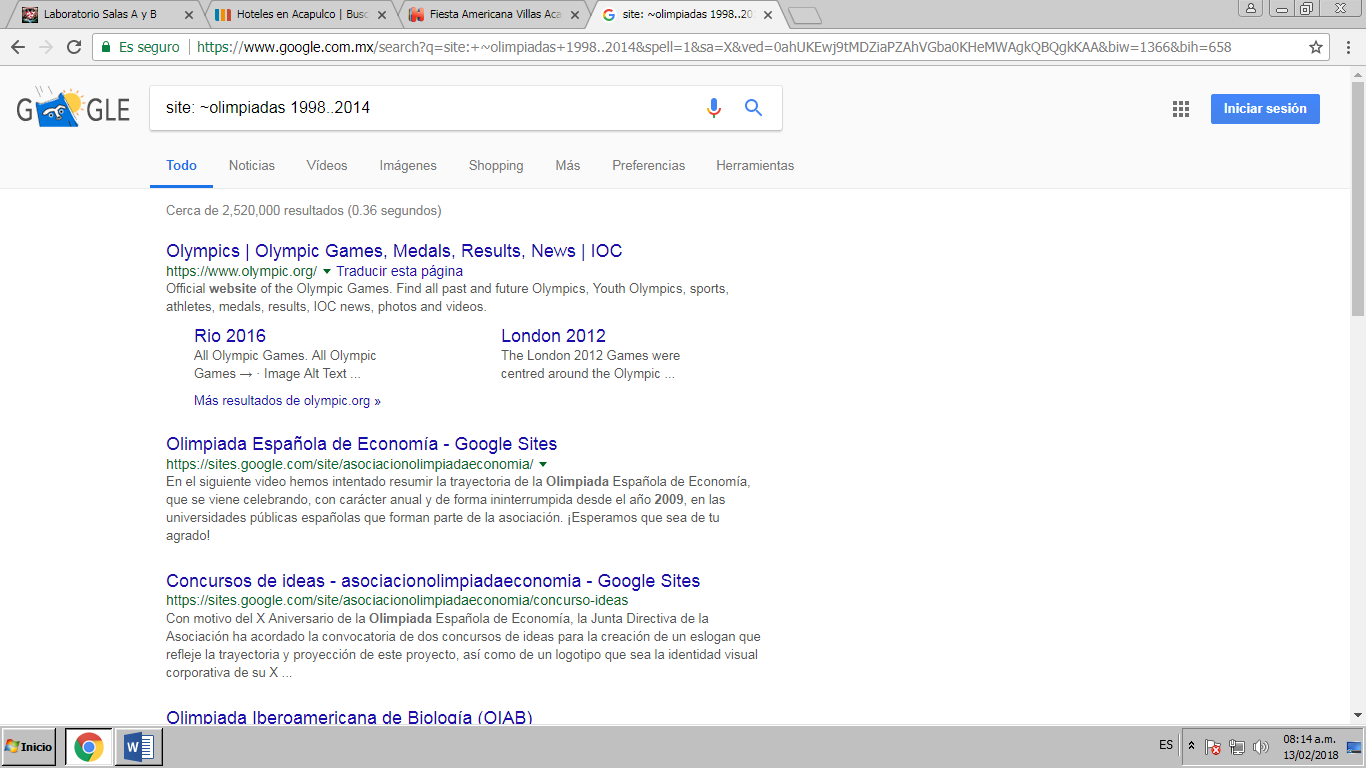 Laboratorio Salas A y B
Hoteles en Acapulco | Busc
Fiesta Americana Villas Aca
site: ~olimpiadas 1998..20
Es seguro
https://www.google.com.mx/search?q=site:+~olimpiadas+1998..2014&spell=1&sa=X&ved=0ahUKEwj9tMDZiaPZAhVGba0KHeMWAgkQBQgkKAA&biw=1366&bih=658
GOOGLE
site: ~olimpiadas 1998..2014
Iniciar sesión
Todo Noticias Vídeos Imágenes Shopping Más Preferencias Herramientas
Cerca de 2,520,000 resultados (0.36 segundos)
Olympics | Olympic Games, Medals, Results, News | IOC
https://www.olympic.org/ Traducir esta página
Official website of the Olympic Games. Find all past and future Olympics, Youth Olympics, sports,
athletes, medals, results, IOC news, photos and videos.
Rio 2016
All Olympic Games. All Olympic
Games → · Image Alt Text ...
London 2012
The London 2012 Games were
centred around the Olympic ...
Más resultados de olympic.org »
Olimpiada Española de Economía - Google Sites
https://sites.google.com/site/asociacionolimpiadaeconomia/
En el siguiente video hemos intentado resumir la trayectoria de la Olimpiada Española de Economía,
que se viene celebrando, con carácter anual y de forma ininterrumpida desde el año 2009, en las
universidades públicas españolas que forman parte de la asociación. ¡Esperamos que sea de tu
agrado!
Concursos de ideas - asociacionolimpiadaeconomia - Google Sites
https://sites.google.com/site/asociacionolimpiadaeconomia/concurso-ideas
Con motivo del X Aniversario de la Olimpiada Española de Economía, la Junta Directiva de la
Asociación ha acordado la convocatoria de dos concursos de ideas para la creación de un eslogan que
refleje la trayectoria y proyección de este proyecto, así como de un logotipo que sea la identidad visual
corporativa de su X ...
Olimpiada Iberoamericana de Biología (OIAB)
Inicio
ES
08:14 a.m.
13/02/2018